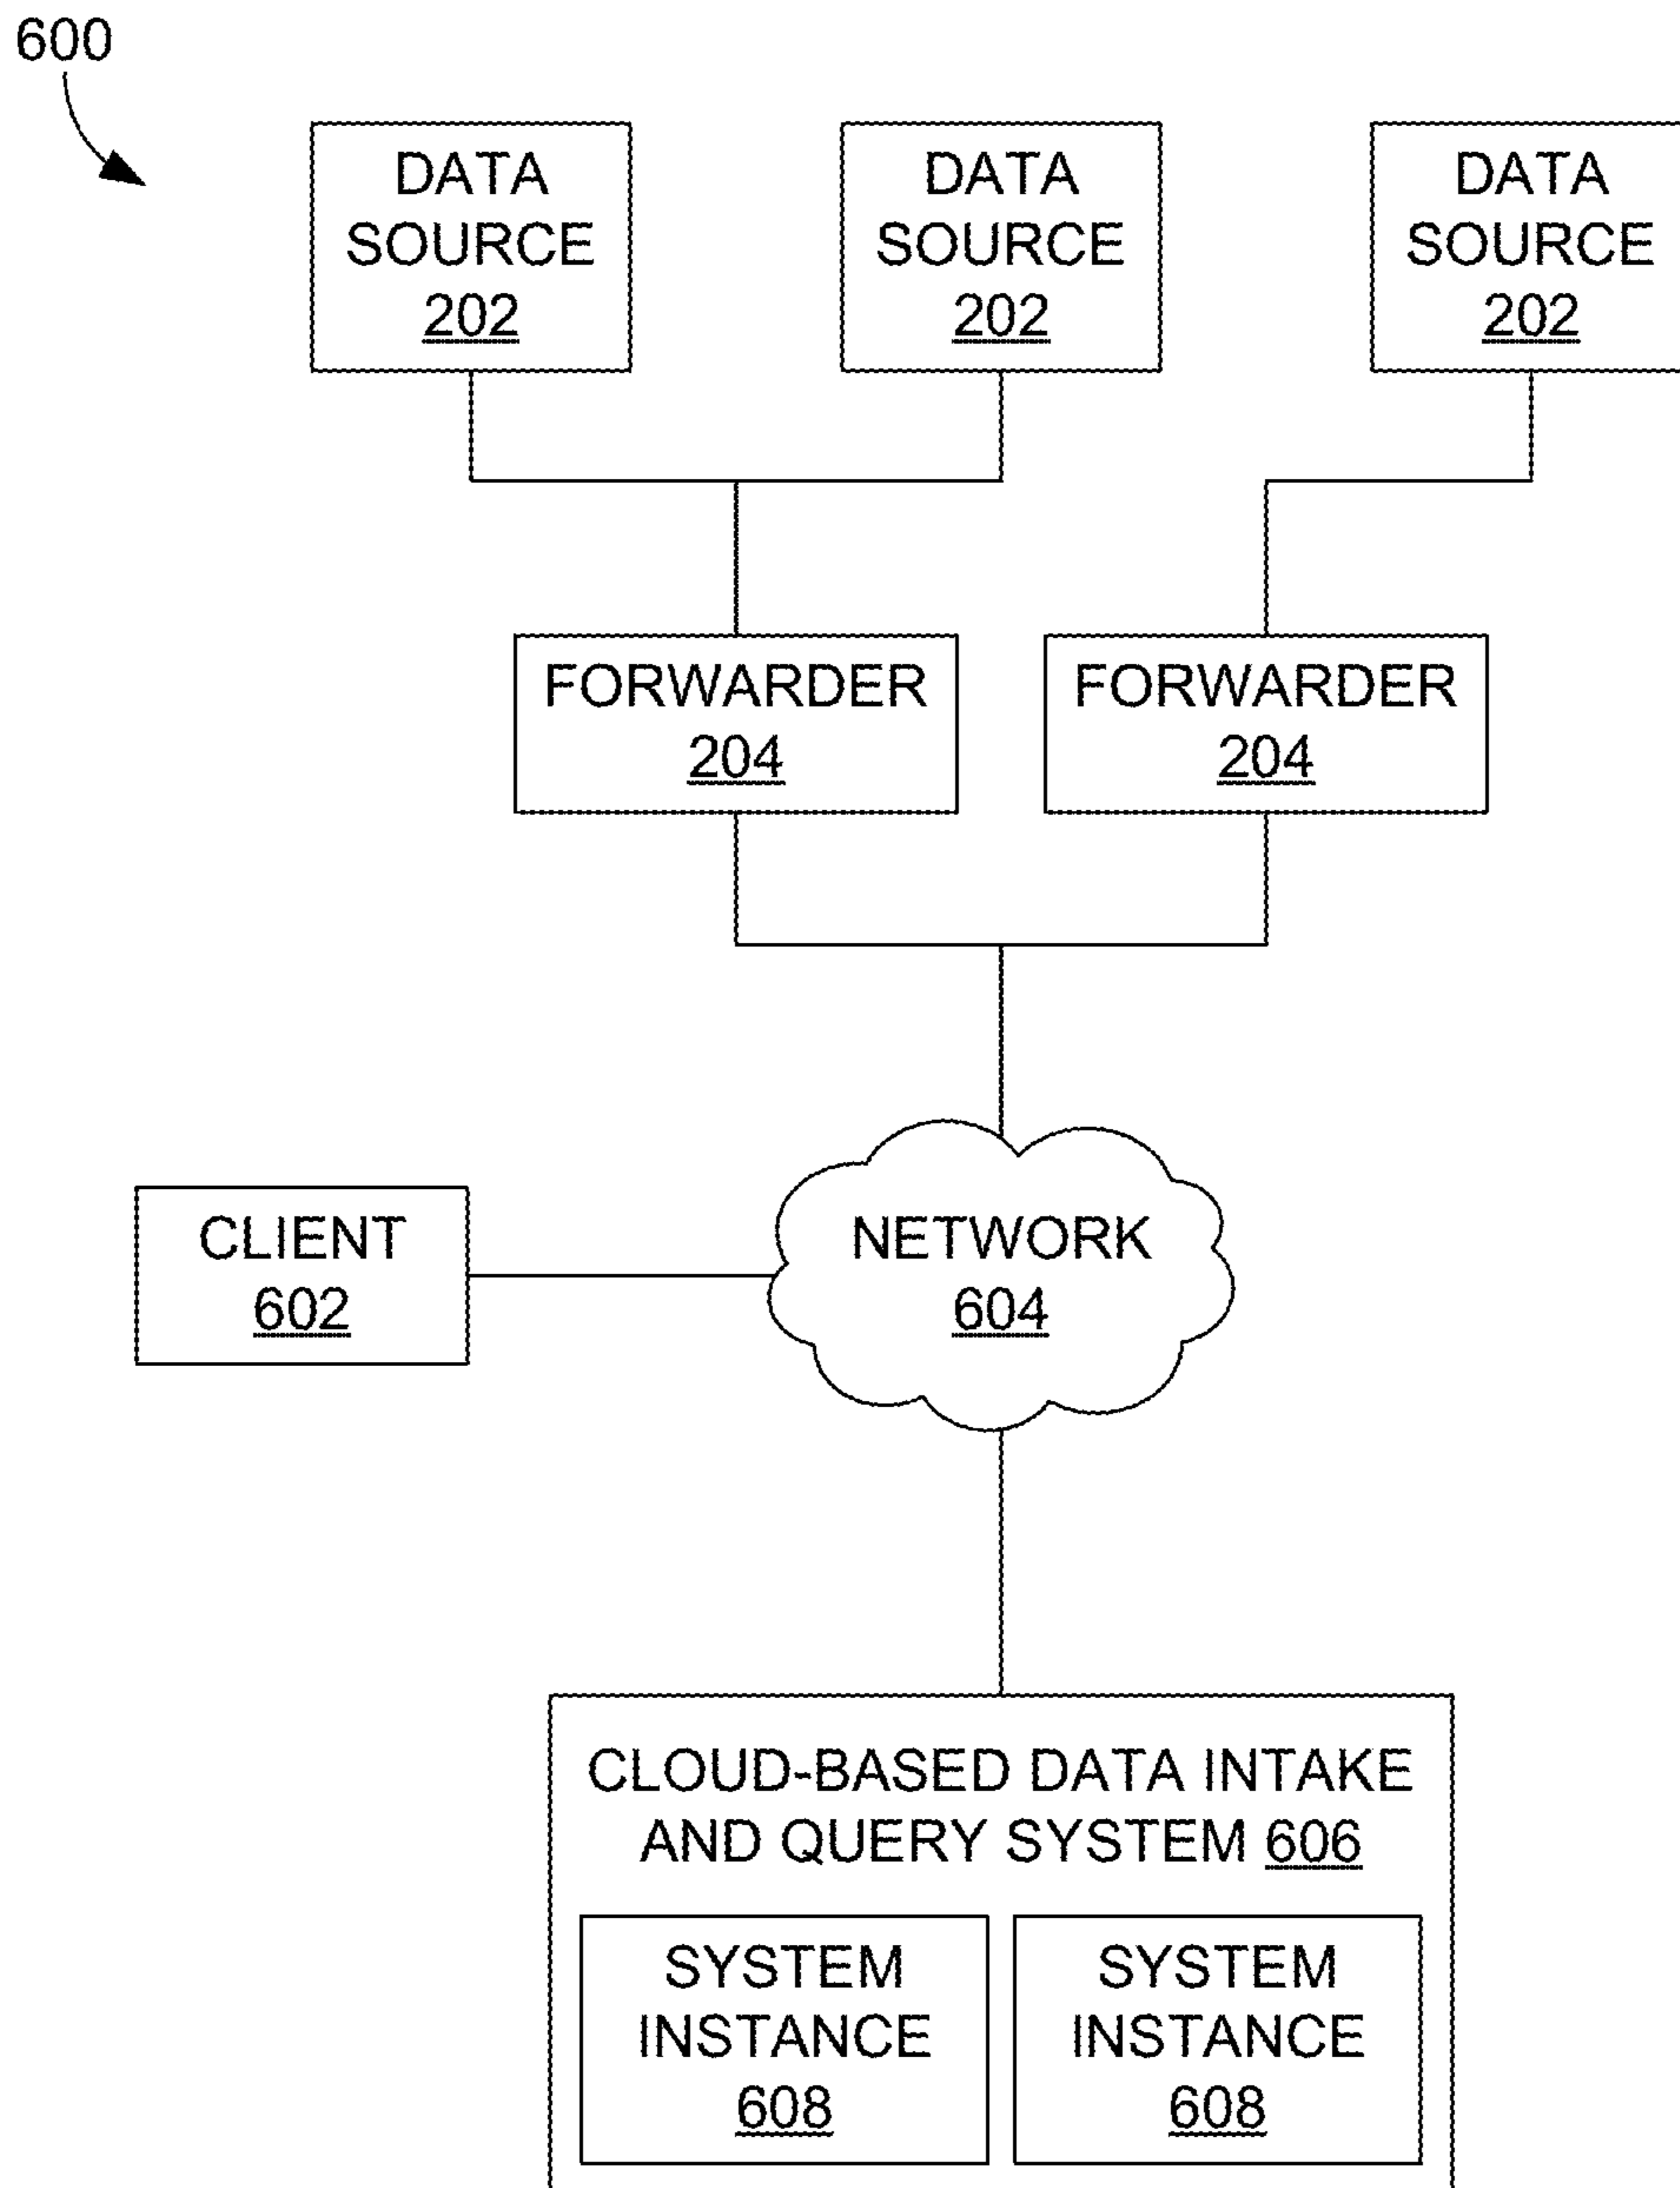 600
DATA
SOURCE
202
DATA
SOURCE
202
DATA
SOURCE
202
FORWARDER
204
FORWARDER
204
CLIENT
602
NETWORK
604
CLOUD-BASED DATA INTAKE
AND QUERY SYSTEM 606
SYSTEM
INSTANCE
608
SYSTEM
INSTANCE
608